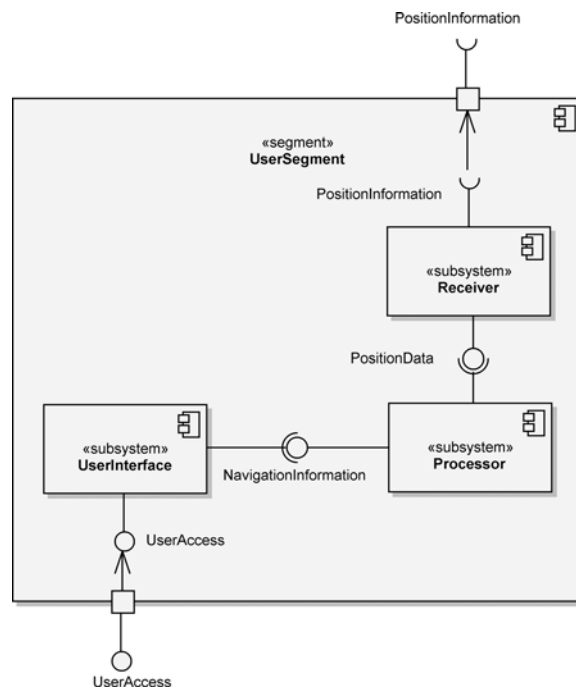 PositionInformation
«segment»
UserSegment
PositionInformation
«subsystem»
Receiver
PositionData
«subsystem»
UserInterface
«subsystem»
Processor
NavigationInformation
UserAccess
UserAccess